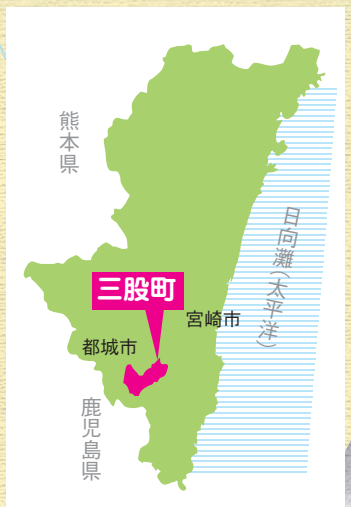 熊本県
日向灘(太平洋)
三股町
宮崎市
都城市
鹿児島県